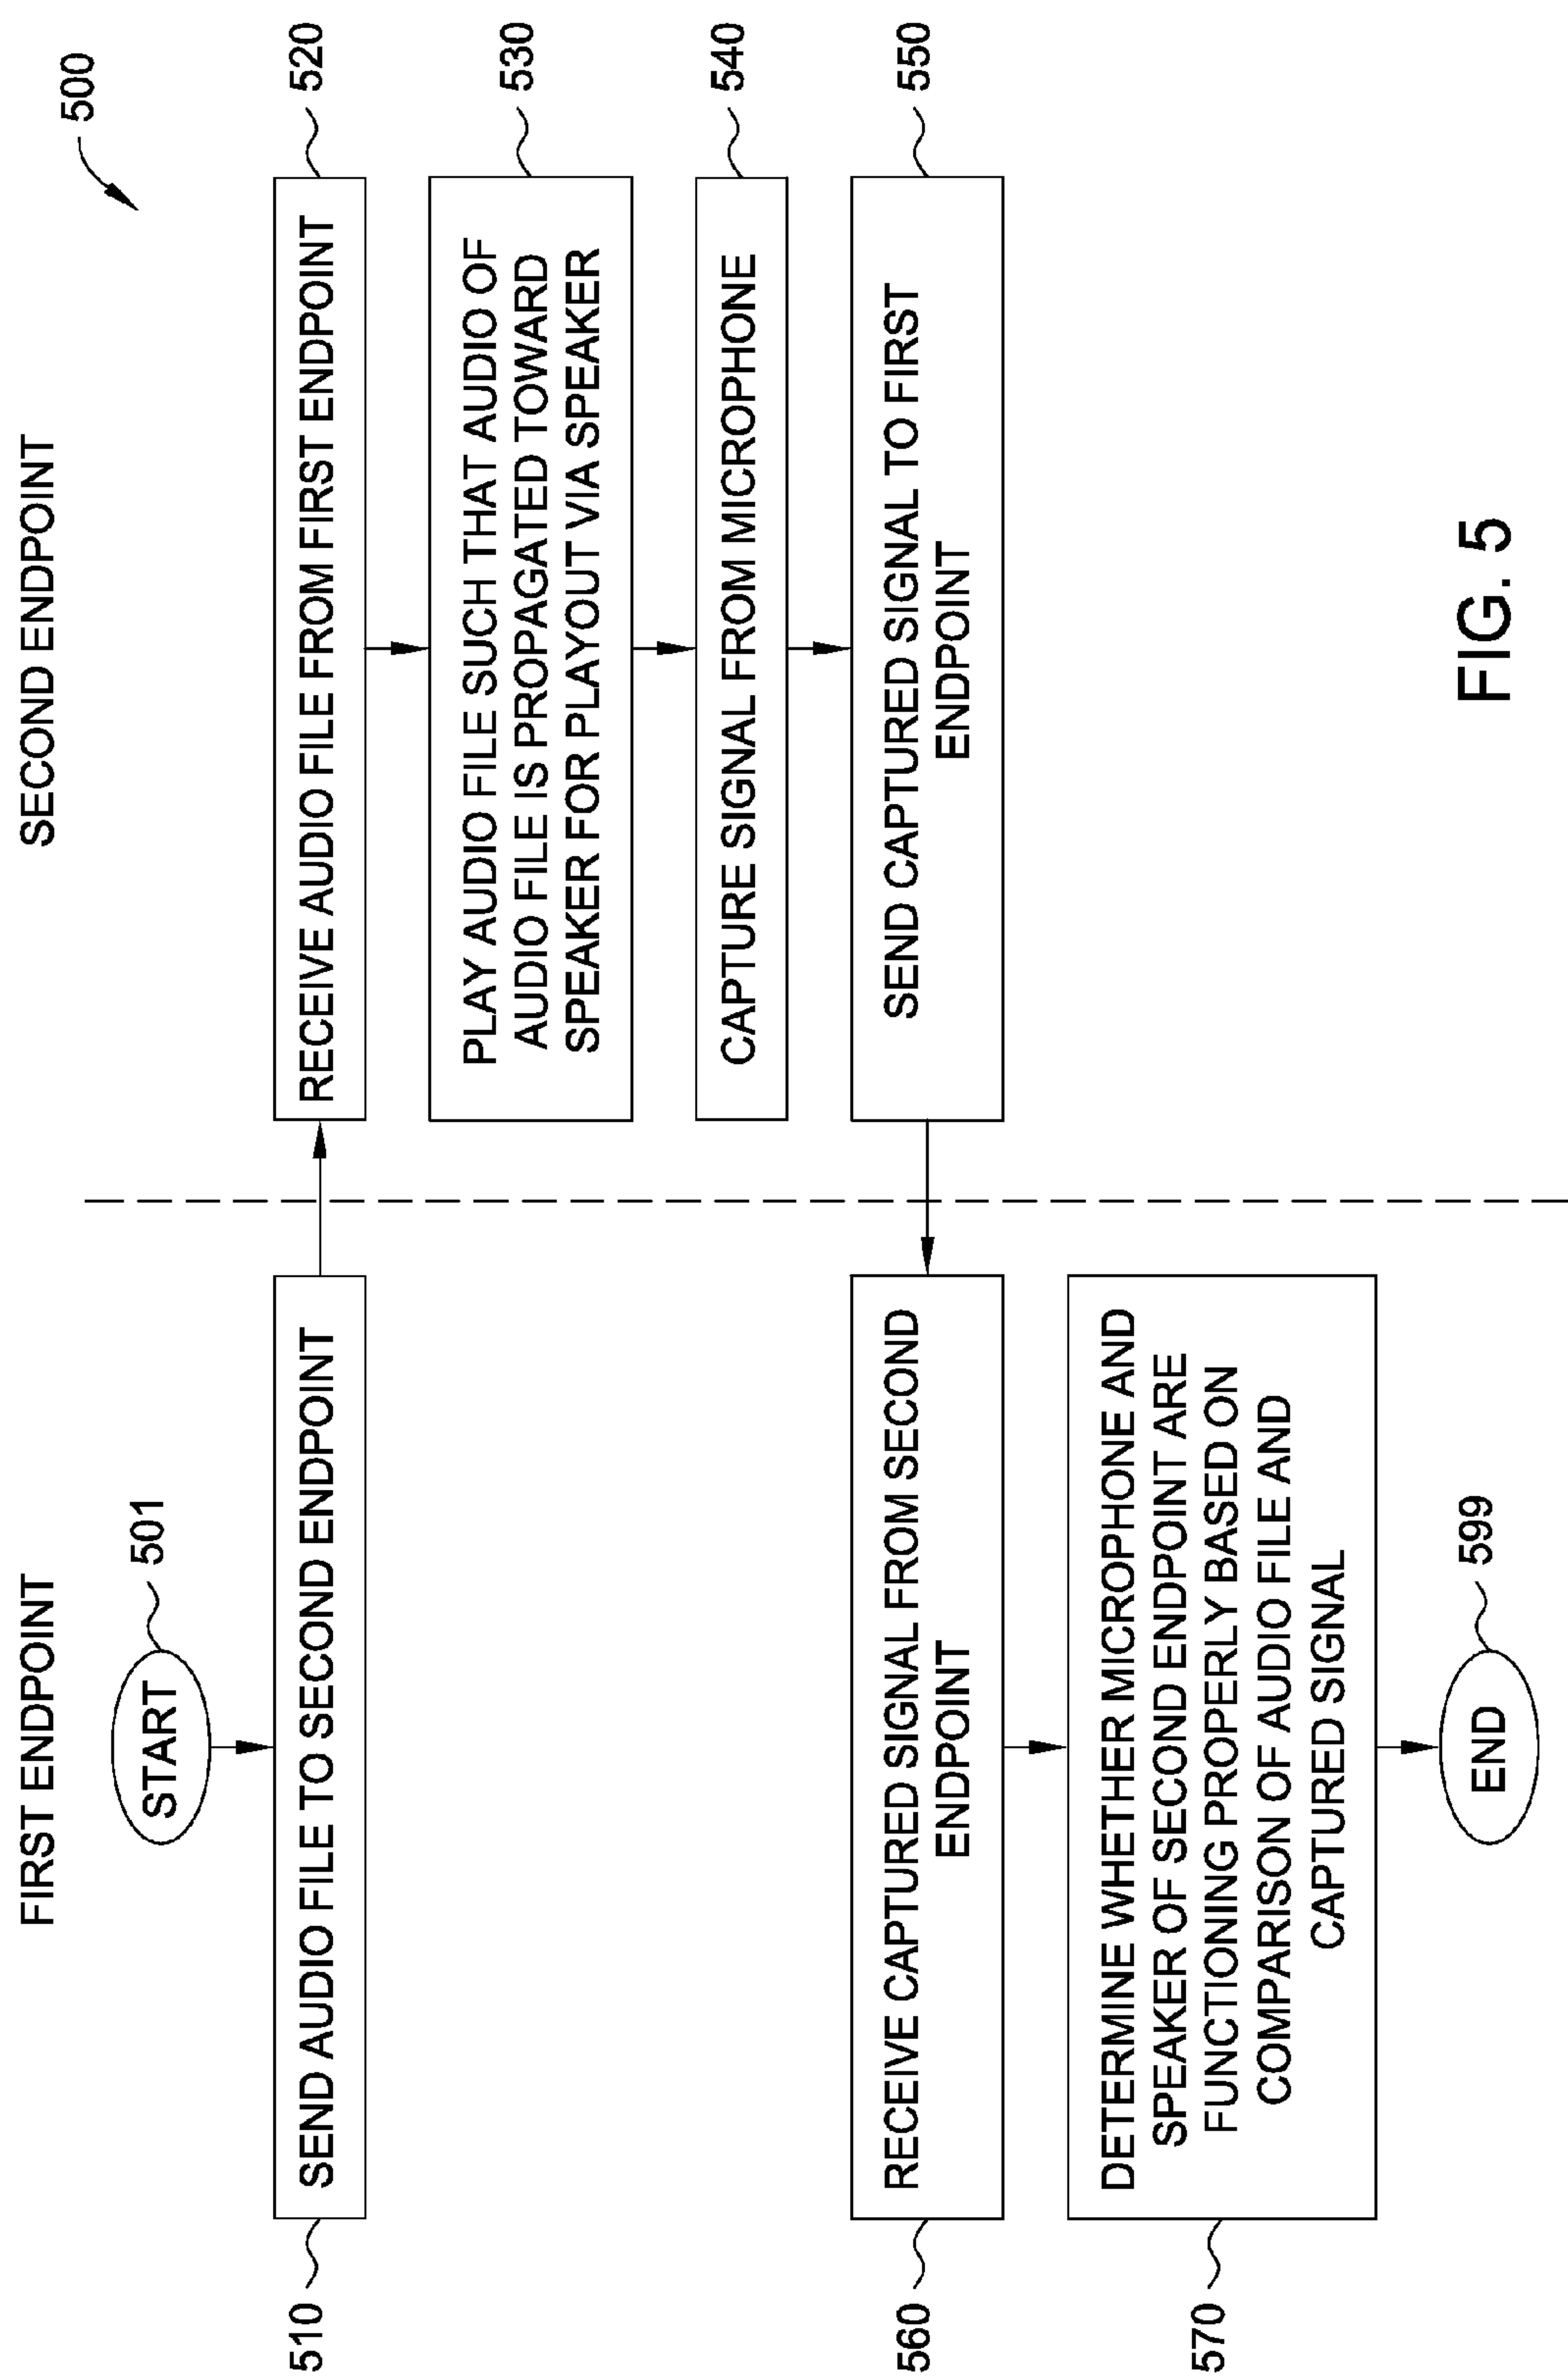 500
FIRST ENDPOINT
SECOND ENDPOINT
START
501
510
SEND AUDIO FILE TO SECOND ENDPOINT
RECEIVE AUDIO FILE FROM FIRST ENDPOINT
520
PLAY AUDIO FILE SUCH THAT AUDIO OF
AUDIO FILE IS PROPAGATED TOWARD
SPEAKER FOR PLAYOUT VIA SPEAKER
530
CAPTURE SIGNAL FROM MICROPHONE
540
SEND CAPTURED SIGNAL TO FIRST
ENDPOINT
550
560
RECEIVE CAPTURED SIGNAL FROM SECOND
ENDPOINT
570
DETERMINE WHETHER MICROPHONE AND
SPEAKER OF SECOND ENDPOINT ARE
FUNCTIONING PROPERLY BASED ON
COMPARISON OF AUDIO FILE AND
CAPTURED SIGNAL
END
599
FIG. 5